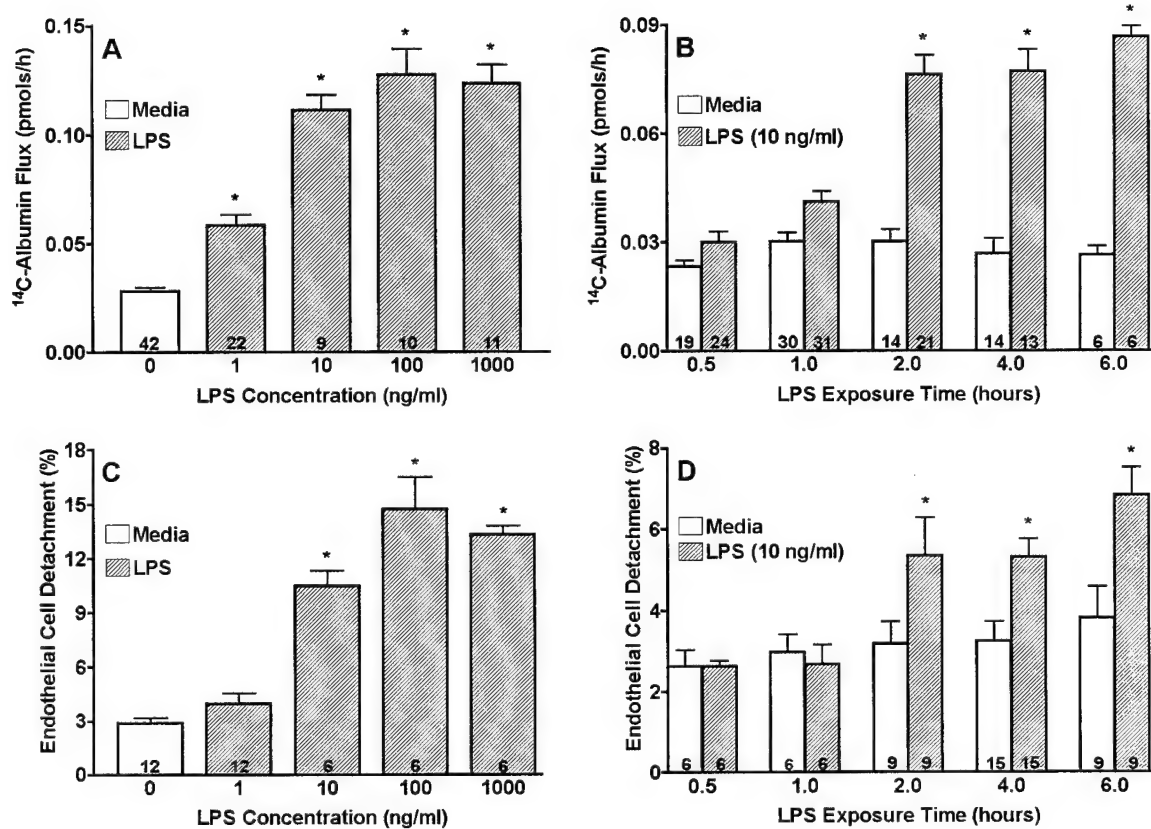 A
Media
LPS
¹⁴C-Albumin Flux (pmols/h)
0.15
0.10
0.05
0.00
* * * *
42 22 9 10 11
0 1 10 100 1000
LPS Concentration (ng/ml)
B
Media
LPS (10 ng/ml)
¹⁴C-Albumin Flux (pmols/h)
0.09
0.06
0.03
0.00
* * *
19 24 30 31 14 21 14 13 6 6
0.5 1.0 2.0 4.0 6.0
LPS Exposure Time (hours)
C
Media
LPS
Endothelial Cell Detachment (%)
18
15
12
9
6
3
0
* * *
12 12 6 6 6
0 1 10 100 1000
LPS Concentration (ng/ml)
D
Media
LPS (10 ng/ml)
Endothelial Cell Detachment (%)
8
6
4
2
0
* * *
6 6 6 6 9 9 15 15 9 9
0.5 1.0 2.0 4.0 6.0
LPS Exposure Time (hours)